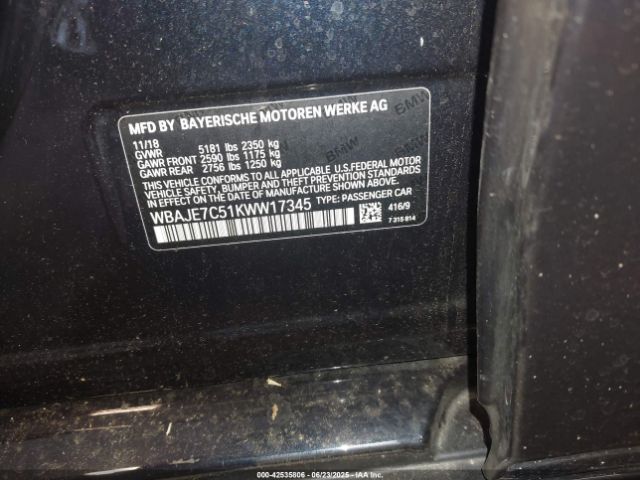 MFD BY BAYERISCHE MOTOREN WERKE AG
11/18
GVWR 5181 lbs 2350 kg
GAWR FRONT 2590 lbs 1175 kg
GAWR REAR 2756 lbs 1250 kg
THIS VEHICLE CONFORMS TO ALL APPLICABLE U.S.FEDERAL MOTOR
VEHICLE SAFETY, BUMPER AND THEFT PREVENTION STANDARDS
IN EFFECT ON THE DATE OF MANUFACTURE SHOWN ABOVE.
WBAJE7C51KWW17345 TYPE: PASSENGER CAR
416/9
7 315 814
000-42535806 - 06/23/2025 - IAAI.COM